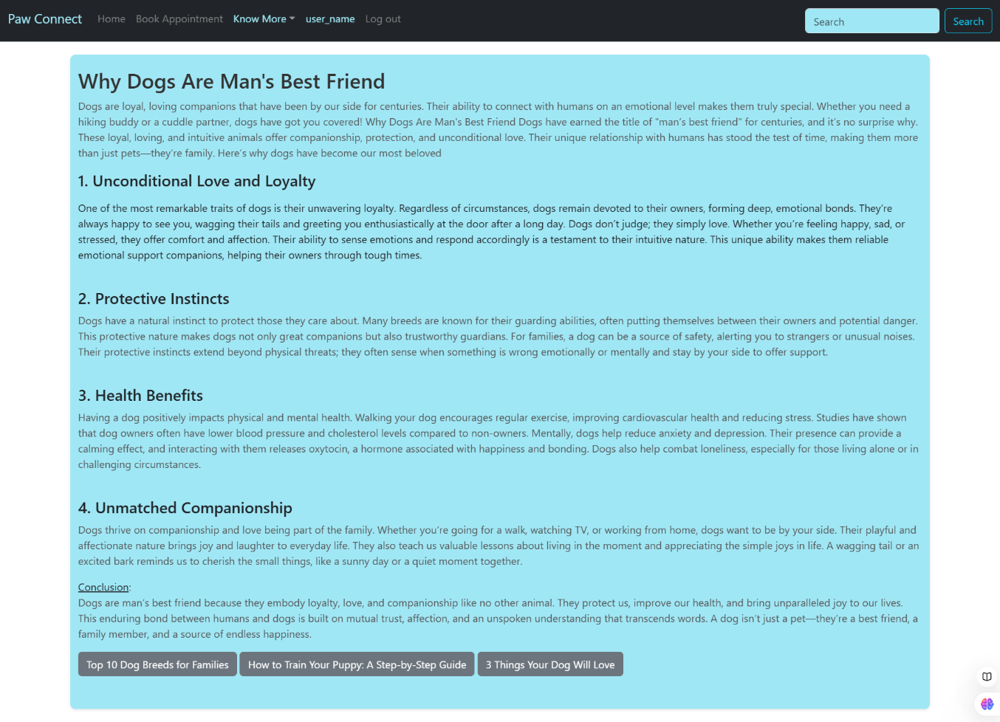 Paw Connect Home Book Appointment Know More user_name Log out Search Search
Why Dogs Are Man's Best Friend
Dogs are loyal, loving companions that have been by our side for centuries. Their ability to connect with humans on an emotional level makes them truly special. Whether you need a
hiking buddy or a cuddle partner, dogs have got you covered! Why Dogs Are Man's Best Friend Dogs have earned the title of "man’s best friend" for centuries, and it’s no surprise why.
These loyal, loving, and intuitive animals offer companionship, protection, and unconditional love. Their unique relationship with humans has stood the test of time, making them more
than just pets—they’re family. Here’s why dogs have become our most beloved
1. Unconditional Love and Loyalty
One of the most remarkable traits of dogs is their unwavering loyalty. Regardless of circumstances, dogs remain devoted to their owners, forming deep, emotional bonds. They’re
always happy to see you, wagging their tails and greeting you enthusiastically at the door after a long day. Dogs don’t judge; they simply love. Whether you’re feeling happy, sad, or
stressed, they offer comfort and affection. Their ability to sense emotions and respond accordingly is a testament to their intuitive nature. This unique ability makes them reliable
emotional support companions, helping their owners through tough times.
2. Protective Instincts
Dogs have a natural instinct to protect those they care about. Many breeds are known for their guarding abilities, often putting themselves between their owners and potential danger.
This protective nature makes dogs not only great companions but also trustworthy guardians. For families, a dog can be a source of safety, alerting you to strangers or unusual noises.
Their protective instincts extend beyond physical threats; they often sense when something is wrong emotionally or mentally and stay by your side to offer support.
3. Health Benefits
Having a dog positively impacts physical and mental health. Walking your dog encourages regular exercise, improving cardiovascular health and reducing stress. Studies have shown
that dog owners often have lower blood pressure and cholesterol levels compared to non-owners. Mentally, dogs help reduce anxiety and depression. Their presence can provide a
calming effect, and interacting with them releases oxytocin, a hormone associated with happiness and bonding. Dogs also help combat loneliness, especially for those living alone or in
challenging circumstances.
4. Unmatched Companionship
Dogs thrive on companionship and love being part of the family. Whether you’re going for a walk, watching TV, or working from home, dogs want to be by your side. Their playful and
affectionate nature brings joy and laughter to everyday life. They also teach us valuable lessons about living in the moment and appreciating the simple joys in life. A wagging tail or an
excited bark reminds us to cherish the small things, like a sunny day or a quiet moment together.
Conclusion:
Dogs are man’s best friend because they embody loyalty, love, and companionship like no other animal. They protect us, improve our health, and bring unparalleled joy to our lives.
This enduring bond between humans and dogs is built on mutual trust, affection, and an unspoken understanding that transcends words. A dog isn’t just a pet—they’re a best friend, a
family member, and a source of endless happiness.
Top 10 Dog Breeds for Families How to Train Your Puppy: A Step-by-Step Guide 3 Things Your Dog Will Love